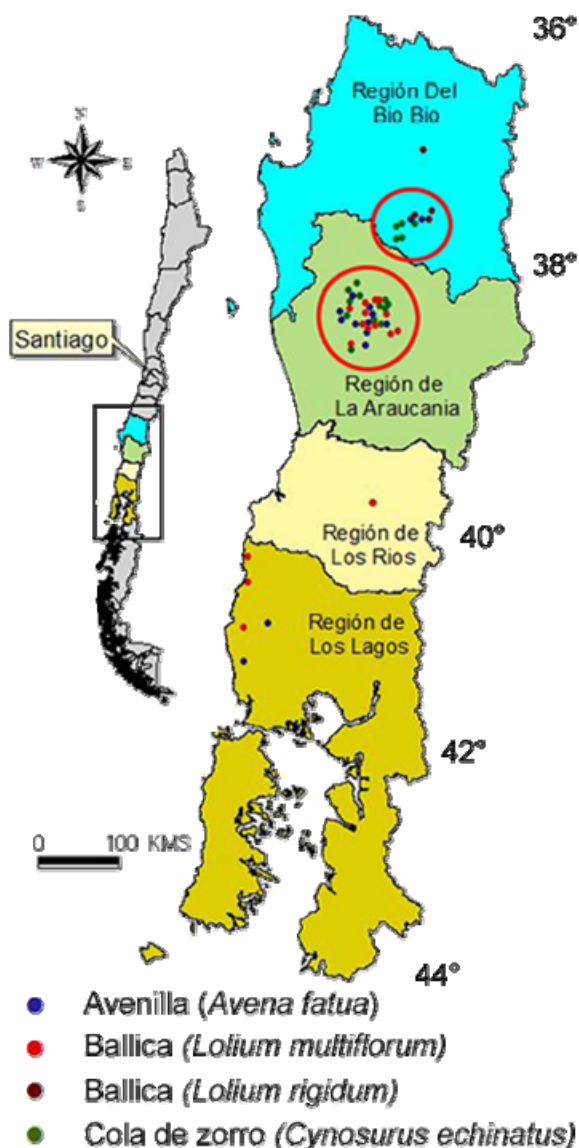 36°
Región Del
Bio Bio
N
W E
S
38°
Santiago
Región de
La Araucania
Región de
Los Rios
40°
Región de
Los Lagos
42°
0 100 KMS
44°
Avenilla (Avena fatua)
Ballica (Lolium multiflorum)
Ballica (Lolium rigidum)
Cola de zorro (Cynosurus echinatus)